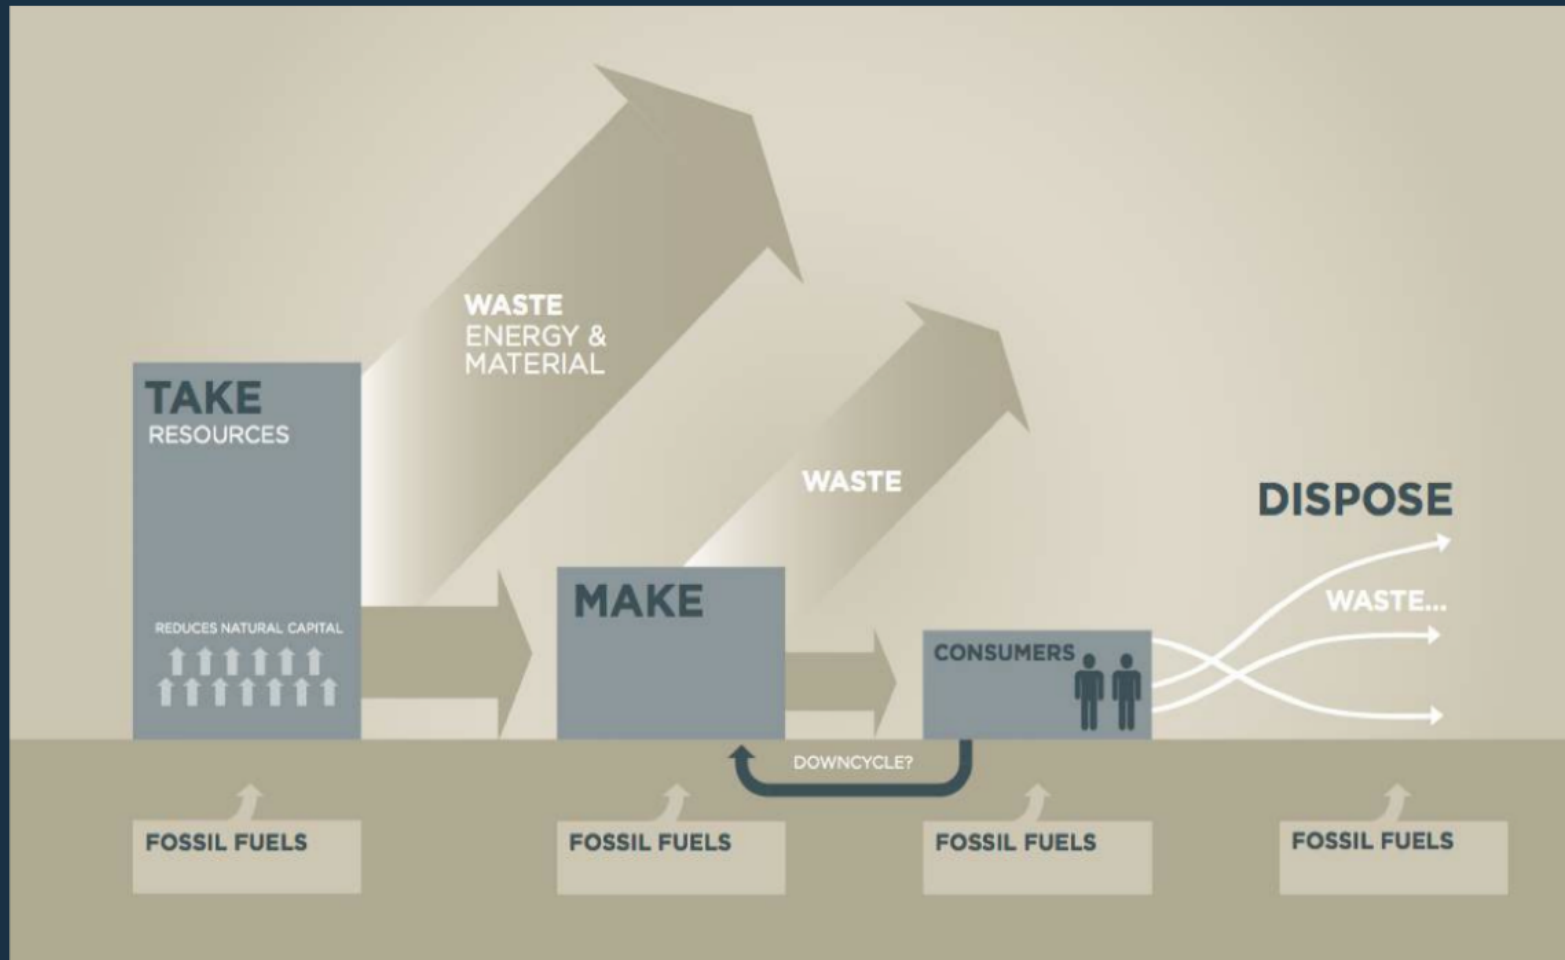 TAKE
RESOURCES
REDUCES NATURAL CAPITAL
WASTE
ENERGY &
MATERIAL
MAKE
WASTE
CONSUMERS
DISPOSE
WASTE...
DOWNCYCLE?
FOSSIL FUELS
FOSSIL FUELS
FOSSIL FUELS
FOSSIL FUELS